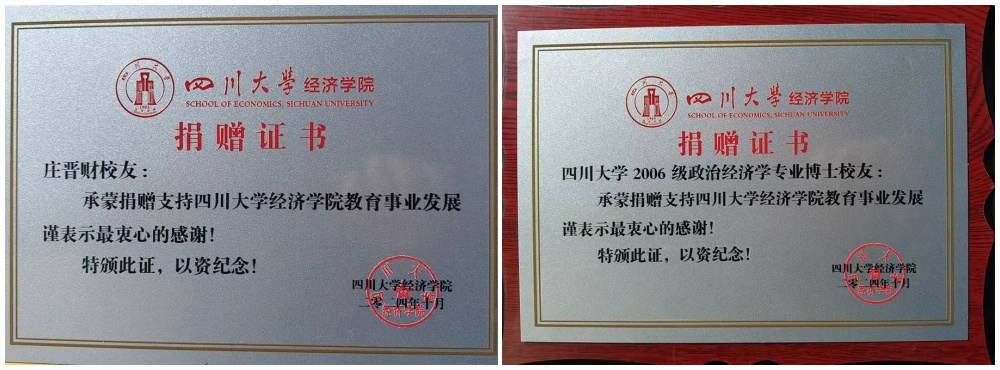 四川大学 经济学院
SCHOOL OF ECONOMICS, SICHUAN UNIVERSITY
捐赠证书
庄晋财校友：
承蒙捐赠支持四川大学经济学院教育事业发展
谨表示最衷心的感谢！
特颁此证，以资纪念！
四川大学经济学院
二零二四年十月
四川大学 经济学院
SCHOOL OF ECONOMICS, SICHUAN UNIVERSITY
捐赠证书
四川大学 2006 级政治经济学专业博士校友：
承蒙捐赠支持四川大学经济学院教育事业发展
谨表示最衷心的感谢！
特颁此证，以资纪念！
四川大学经济学院
二零二四年十月